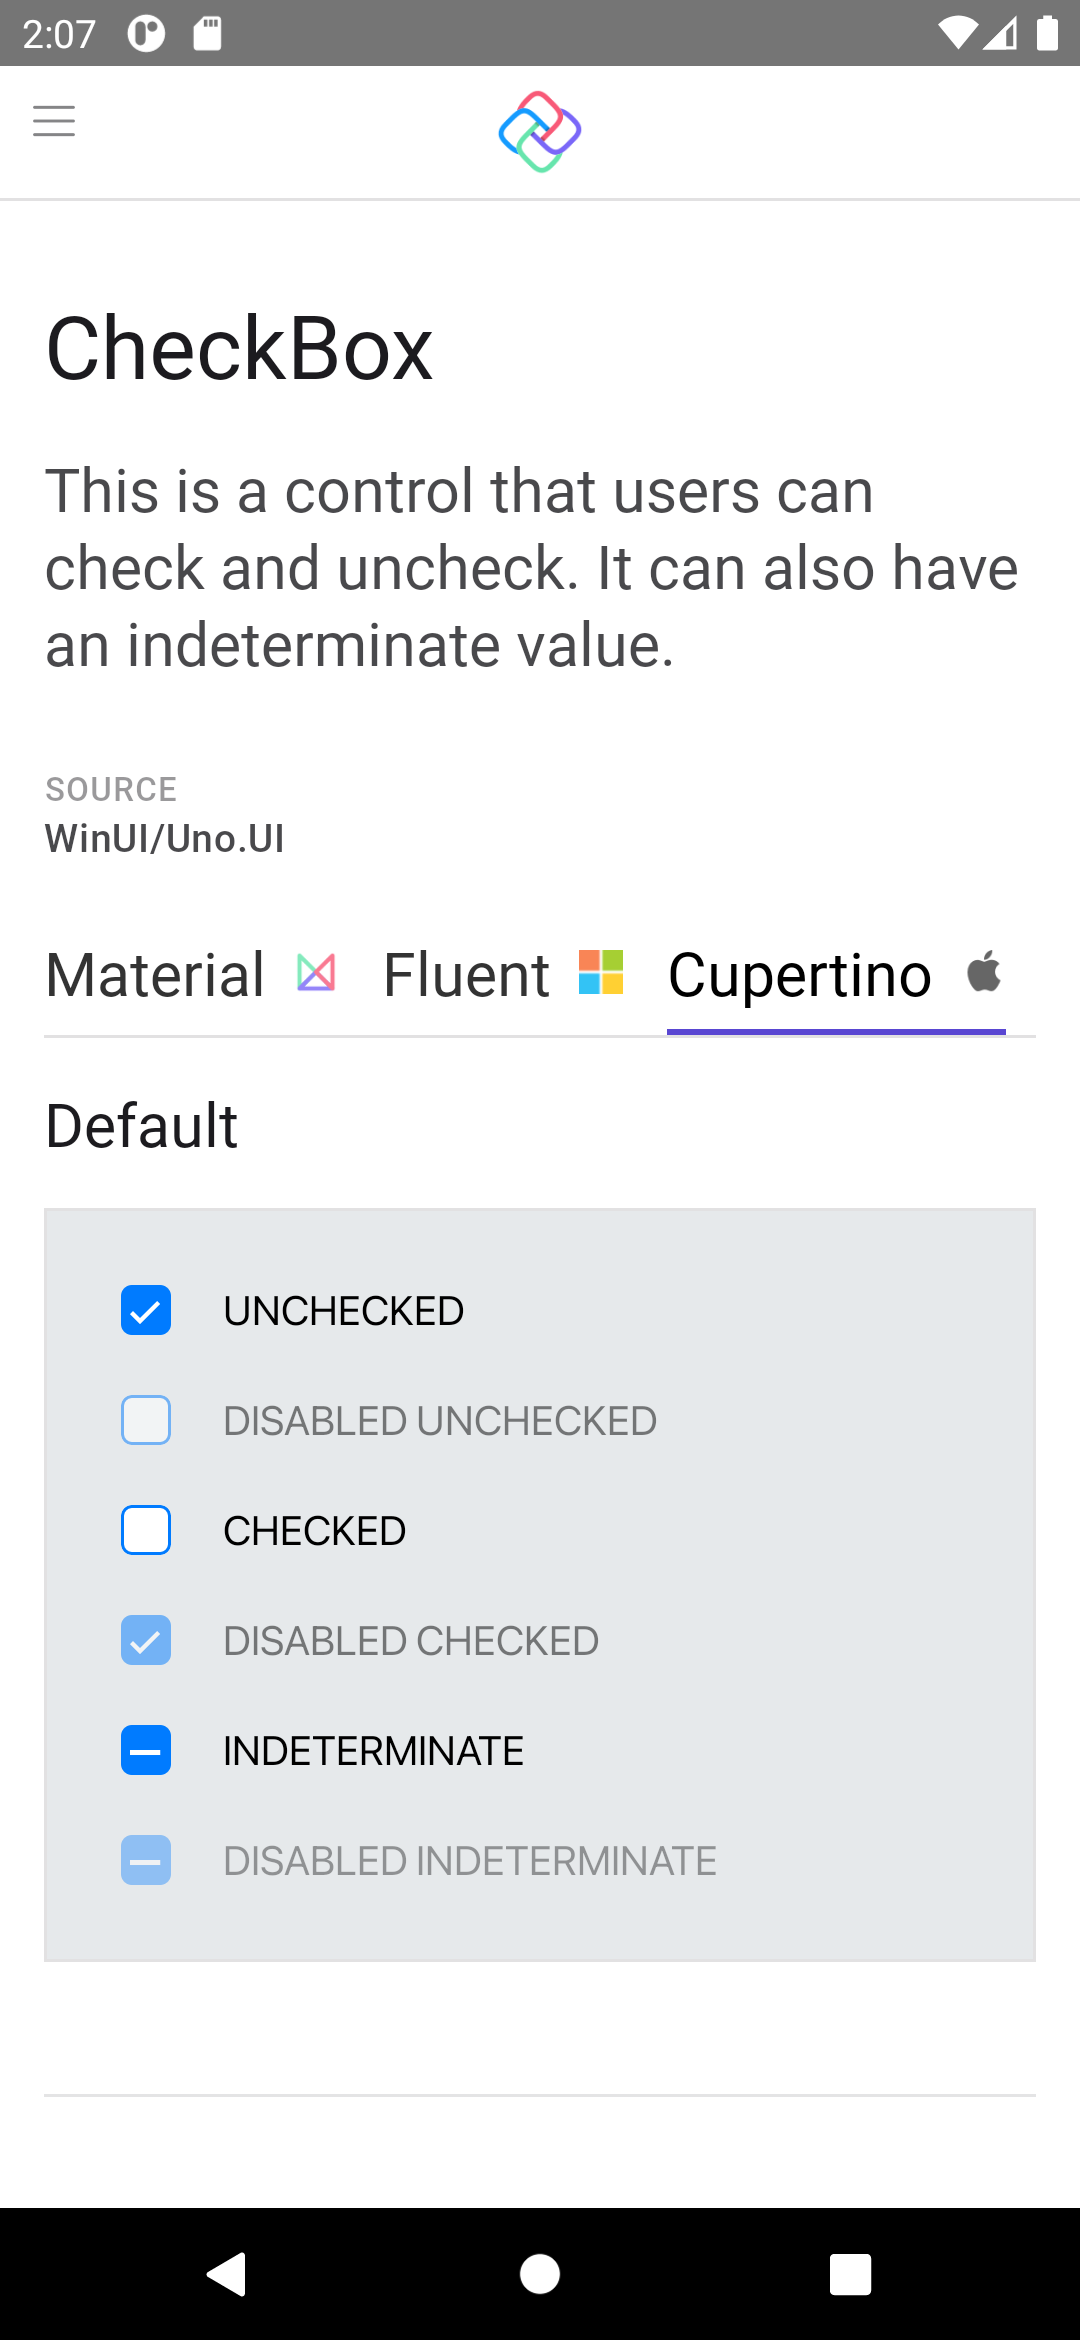 2:07
CheckBox
This is a control that users can
check and uncheck. It can also have
an indeterminate value.
SOURCE
WinUI/Uno.UI
Material Fluent Cupertino
Default
UNCHECKED
DISABLED UNCHECKED
CHECKED
DISABLED CHECKED
INDETERMINATE
DISABLED INDETERMINATE